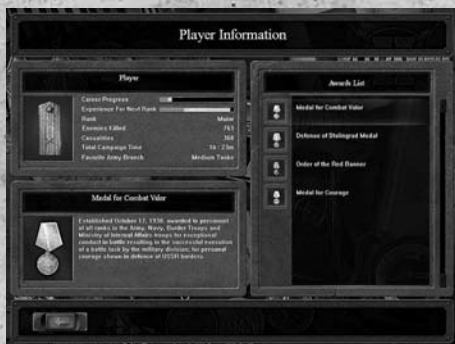 Player Information
Player
Career Progress
Experience For Next Rank
Rank Major
Enemies Killed 763
Casualties 360
Total Campaign Time
Favorite Army Branch Medium Tanks
Medal for Combat Valor
Established October 17, 1938, awarded to personnel
of all ranks in the Army, Navy, Border Troops and
Ministry of Internal Affairs troops for exceptional
conduct in battle resulting in the successful execution
of a battle task by the military division; for personal
courage shown in defense of USSR borders.
Awards List
Medal for Combat Valor
Defense of Stalingrad Medal
Order of the Red Banner
Medal for Courage